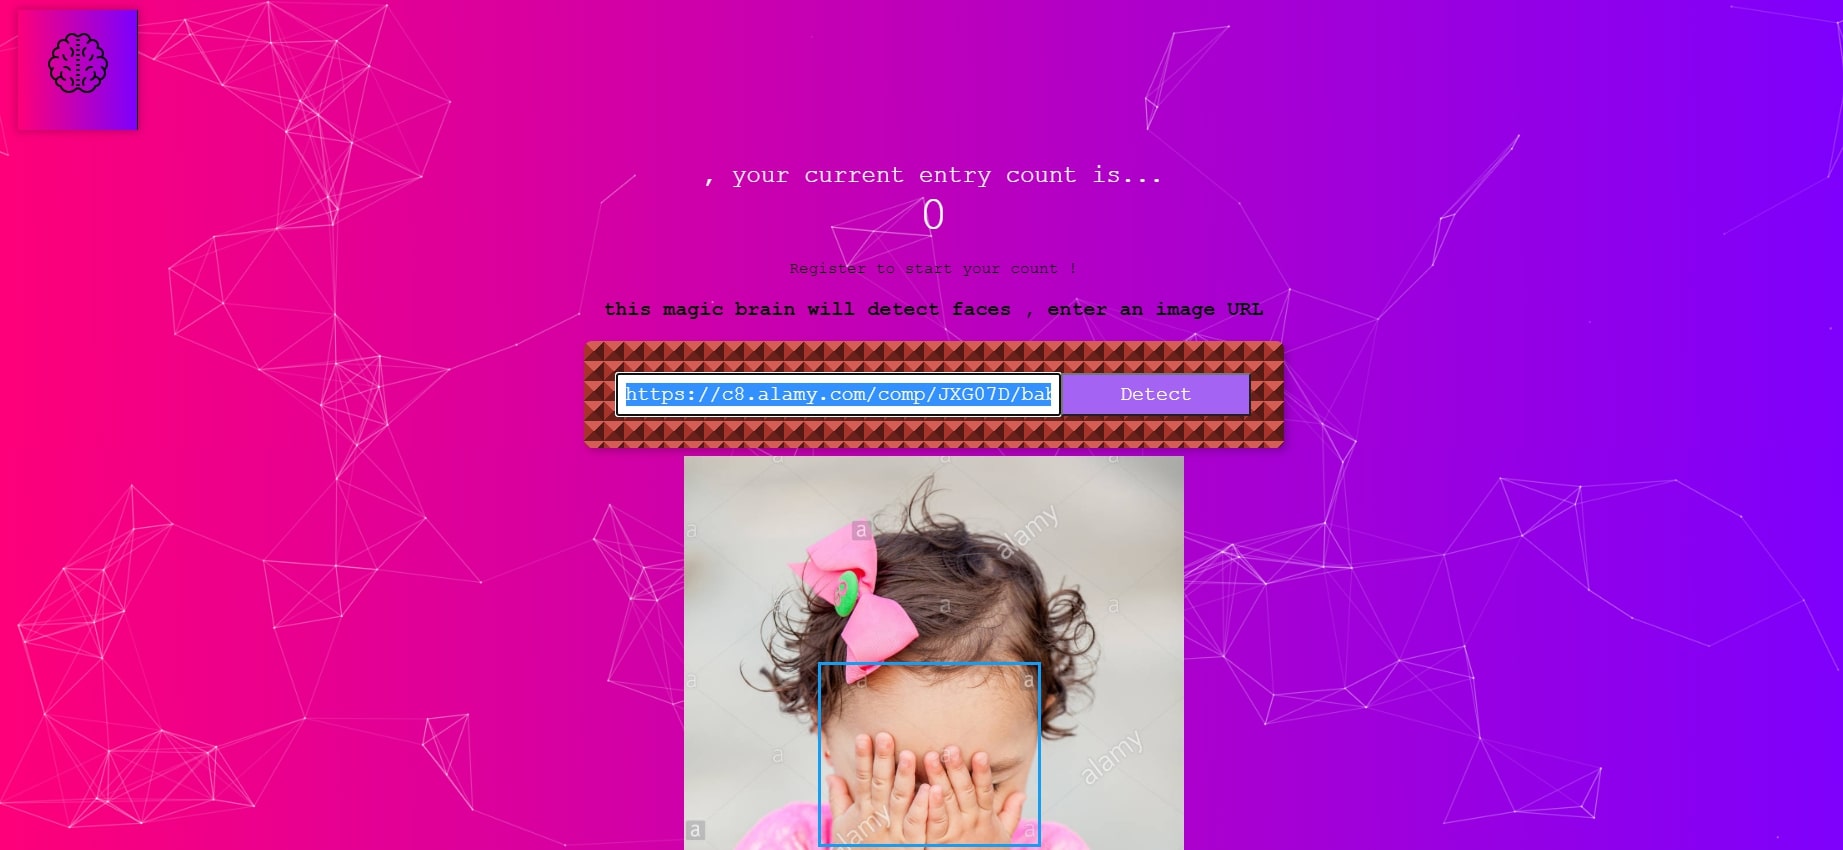 , your current entry count is...
0
Register to start your count !
this magic brain will detect faces , enter an image URL
https://c8.alamy.com/comp/JXG07D/bab
Detect
a a a
a a alamy
a a a
a a a
a a alamy
alamy
a a